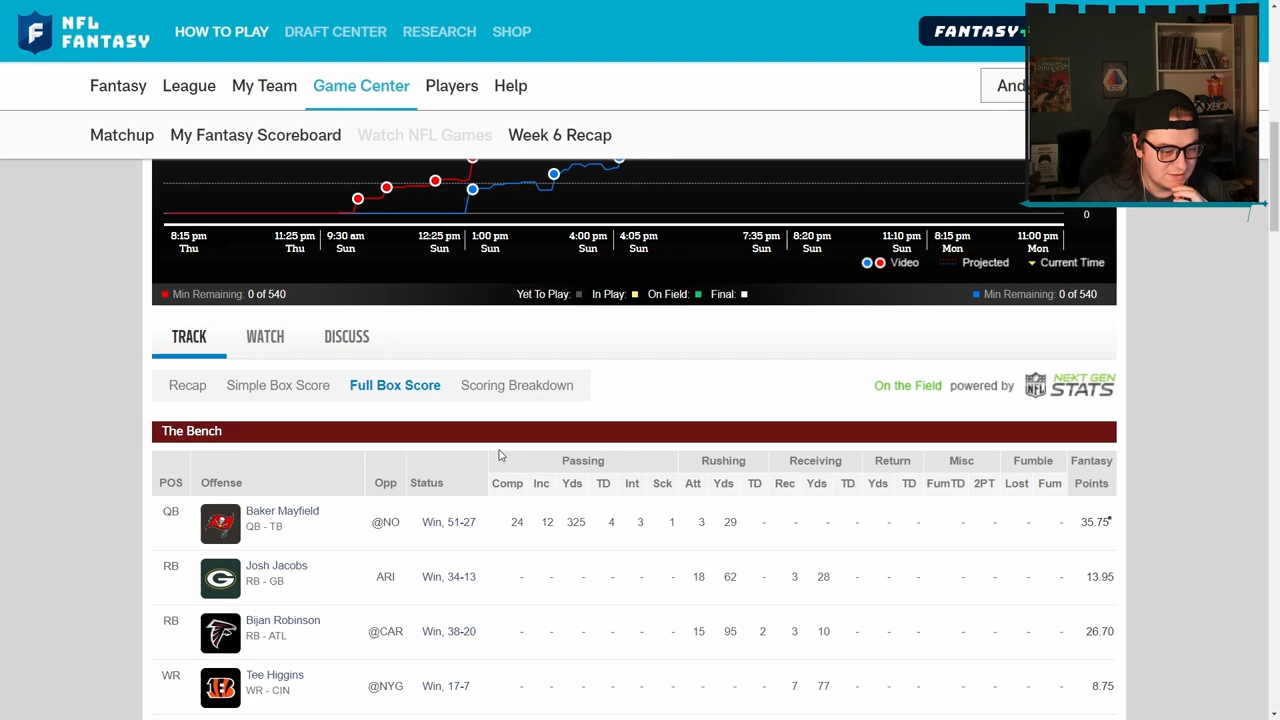 NFL FANTASY HOW TO PLAY DRAFT CENTER RESEARCH SHOP FANTASY+
Fantasy League My Team Game Center Players Help And
Matchup My Fantasy Scoreboard Watch NFL Games Week 6 Recap
XBOX
0
8:15 pm Thu 11:25 pm Thu 9:30 am Sun 12:25 pm Sun 1:00 pm Sun 4:00 pm Sun 4:05 pm Sun 7:35 pm Sun 8:20 pm Sun 11:10 pm Sun 8:15 pm Mon 11:00 pm Mon
Video Projected Current Time
Min Remaining: 0 of 540 Yet To Play: In Play: On Field: Final: Min Remaining: 0 of 540
TRACK WATCH DISCUSS
Recap Simple Box Score Full Box Score Scoring Breakdown On the Field powered by NFL NEXT GEN STATS
The Bench
Passing Rushing Receiving Return Misc Fumble Fantasy
POS Offense Opp Status Comp Inc Yds TD Int Sck Att Yds TD Rec Yds TD Yds TD FumTD 2PT Lost Fum Points
QB Baker Mayfield @NO Win, 51-27 24 12 325 4 3 1 3 29 - - - - - - - - - - 35.75*
QB - TB
RB Josh Jacobs ARI Win, 34-13 - - - - - - 18 62 - 3 28 - - - - - - - 13.95
RB - GB
RB Bijan Robinson @CAR Win, 38-20 - - - - - - 15 95 2 3 10 - - - - - - - 26.70
RB - ATL
WR Tee Higgins @NYG Win, 17-7 - - - - - - - - - 7 77 - - - - - - - 8.75
WR - CIN